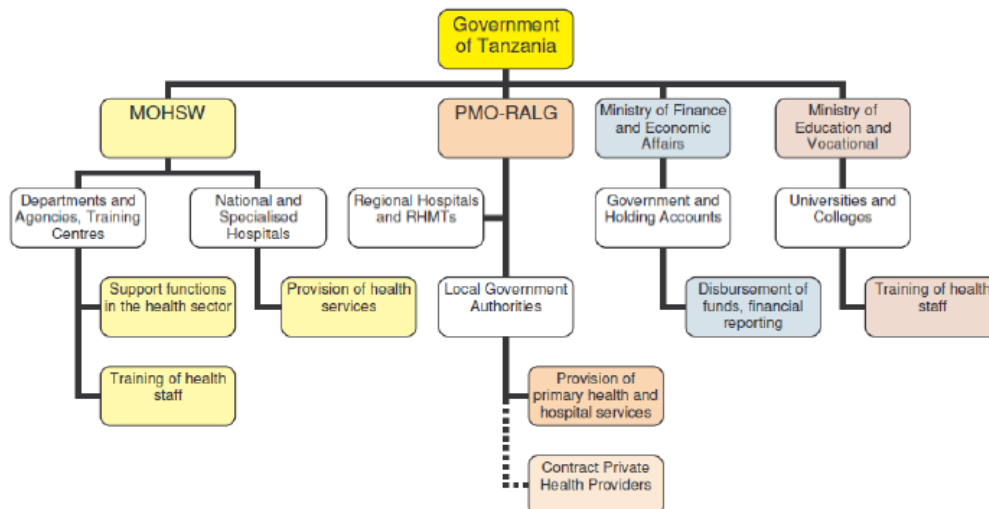 Government
of Tanzania
MOHSW
PMO-RALG
Ministry of Finance
and Economic
Affairs
Ministry of
Education and
Vocational
Departments and
Agencies, Training
Centres
National and
Specialised
Hospitals
Regional Hospitals
and RHMTs
Government and
Holding Accounts
Universities and
Colleges
Support functions
in the health sector
Provision of health
services
Local Government
Authorities
Disbursement of
funds, financial
reporting
Training of health
staff
Training of health
staff
Provision of
primary health and
hospital services
Contract Private
Health Providers